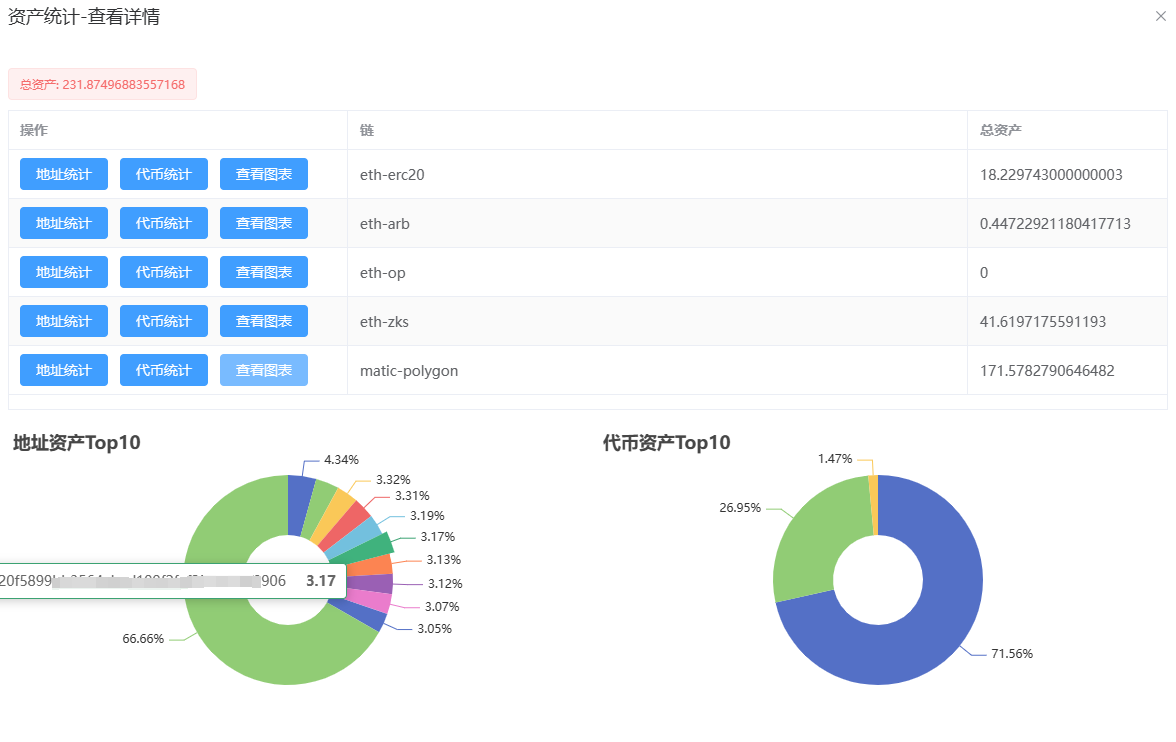 资产统计-查看详情
总资产: 231.87496883557168
操作 链 总资产
地址统计 代币统计 查看图表 eth-erc20 18.229743000000003
地址统计 代币统计 查看图表 eth-arb 0.44722921180417713
地址统计 代币统计 查看图表 eth-op 0
地址统计 代币统计 查看图表 eth-zks 41.6197175591193
地址统计 代币统计 查看图表 matic-polygon 171.5782790646482
地址资产Top10
4.34%
3.32%
3.31%
3.19%
3.17%
3.13%
3.12%
3.07%
3.05%
66.66%
20f5899 906 3.17
代币资产Top10
1.47%
26.95%
71.56%